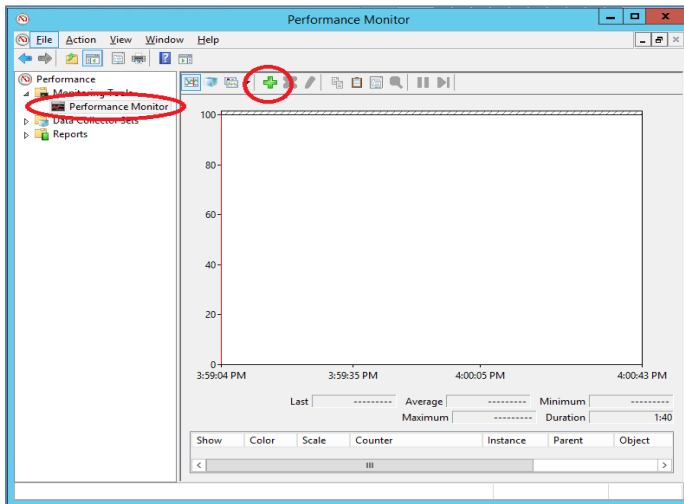 Performance Monitor
File Action View Window Help
Performance
Monitoring Tools
Performance Monitor
Data Collector Sets
Reports
100
80
60
40
20
0
3:59:04 PM 3:59:35 PM 4:00:05 PM 4:00:43 PM
Last --------- Average --------- Minimum ---------
Maximum --------- Duration 1:40
Show Color Scale Counter Instance Parent Object